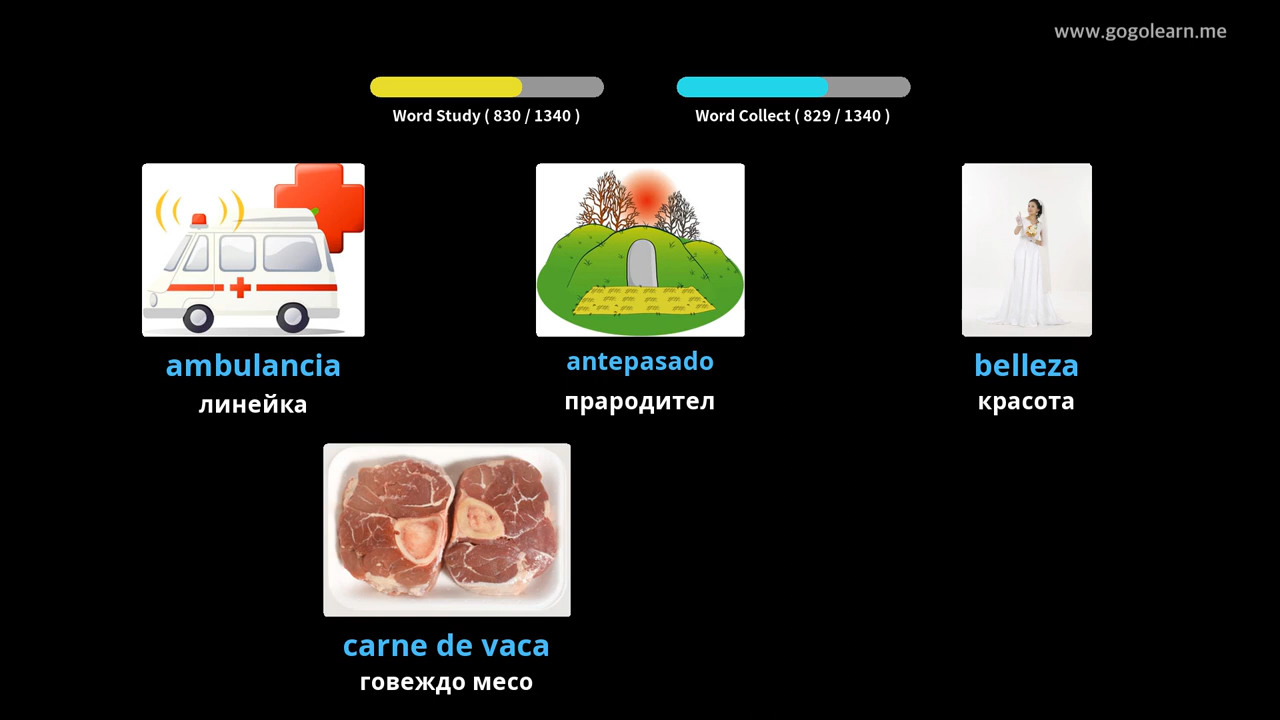 www.gogolearn.me
Word Study ( 830 / 1340 )
Word Collect ( 829 / 1340 )
ambulancia
линейка
antepasado
прародител
belleza
красота
carne de vaca
говеждо месо